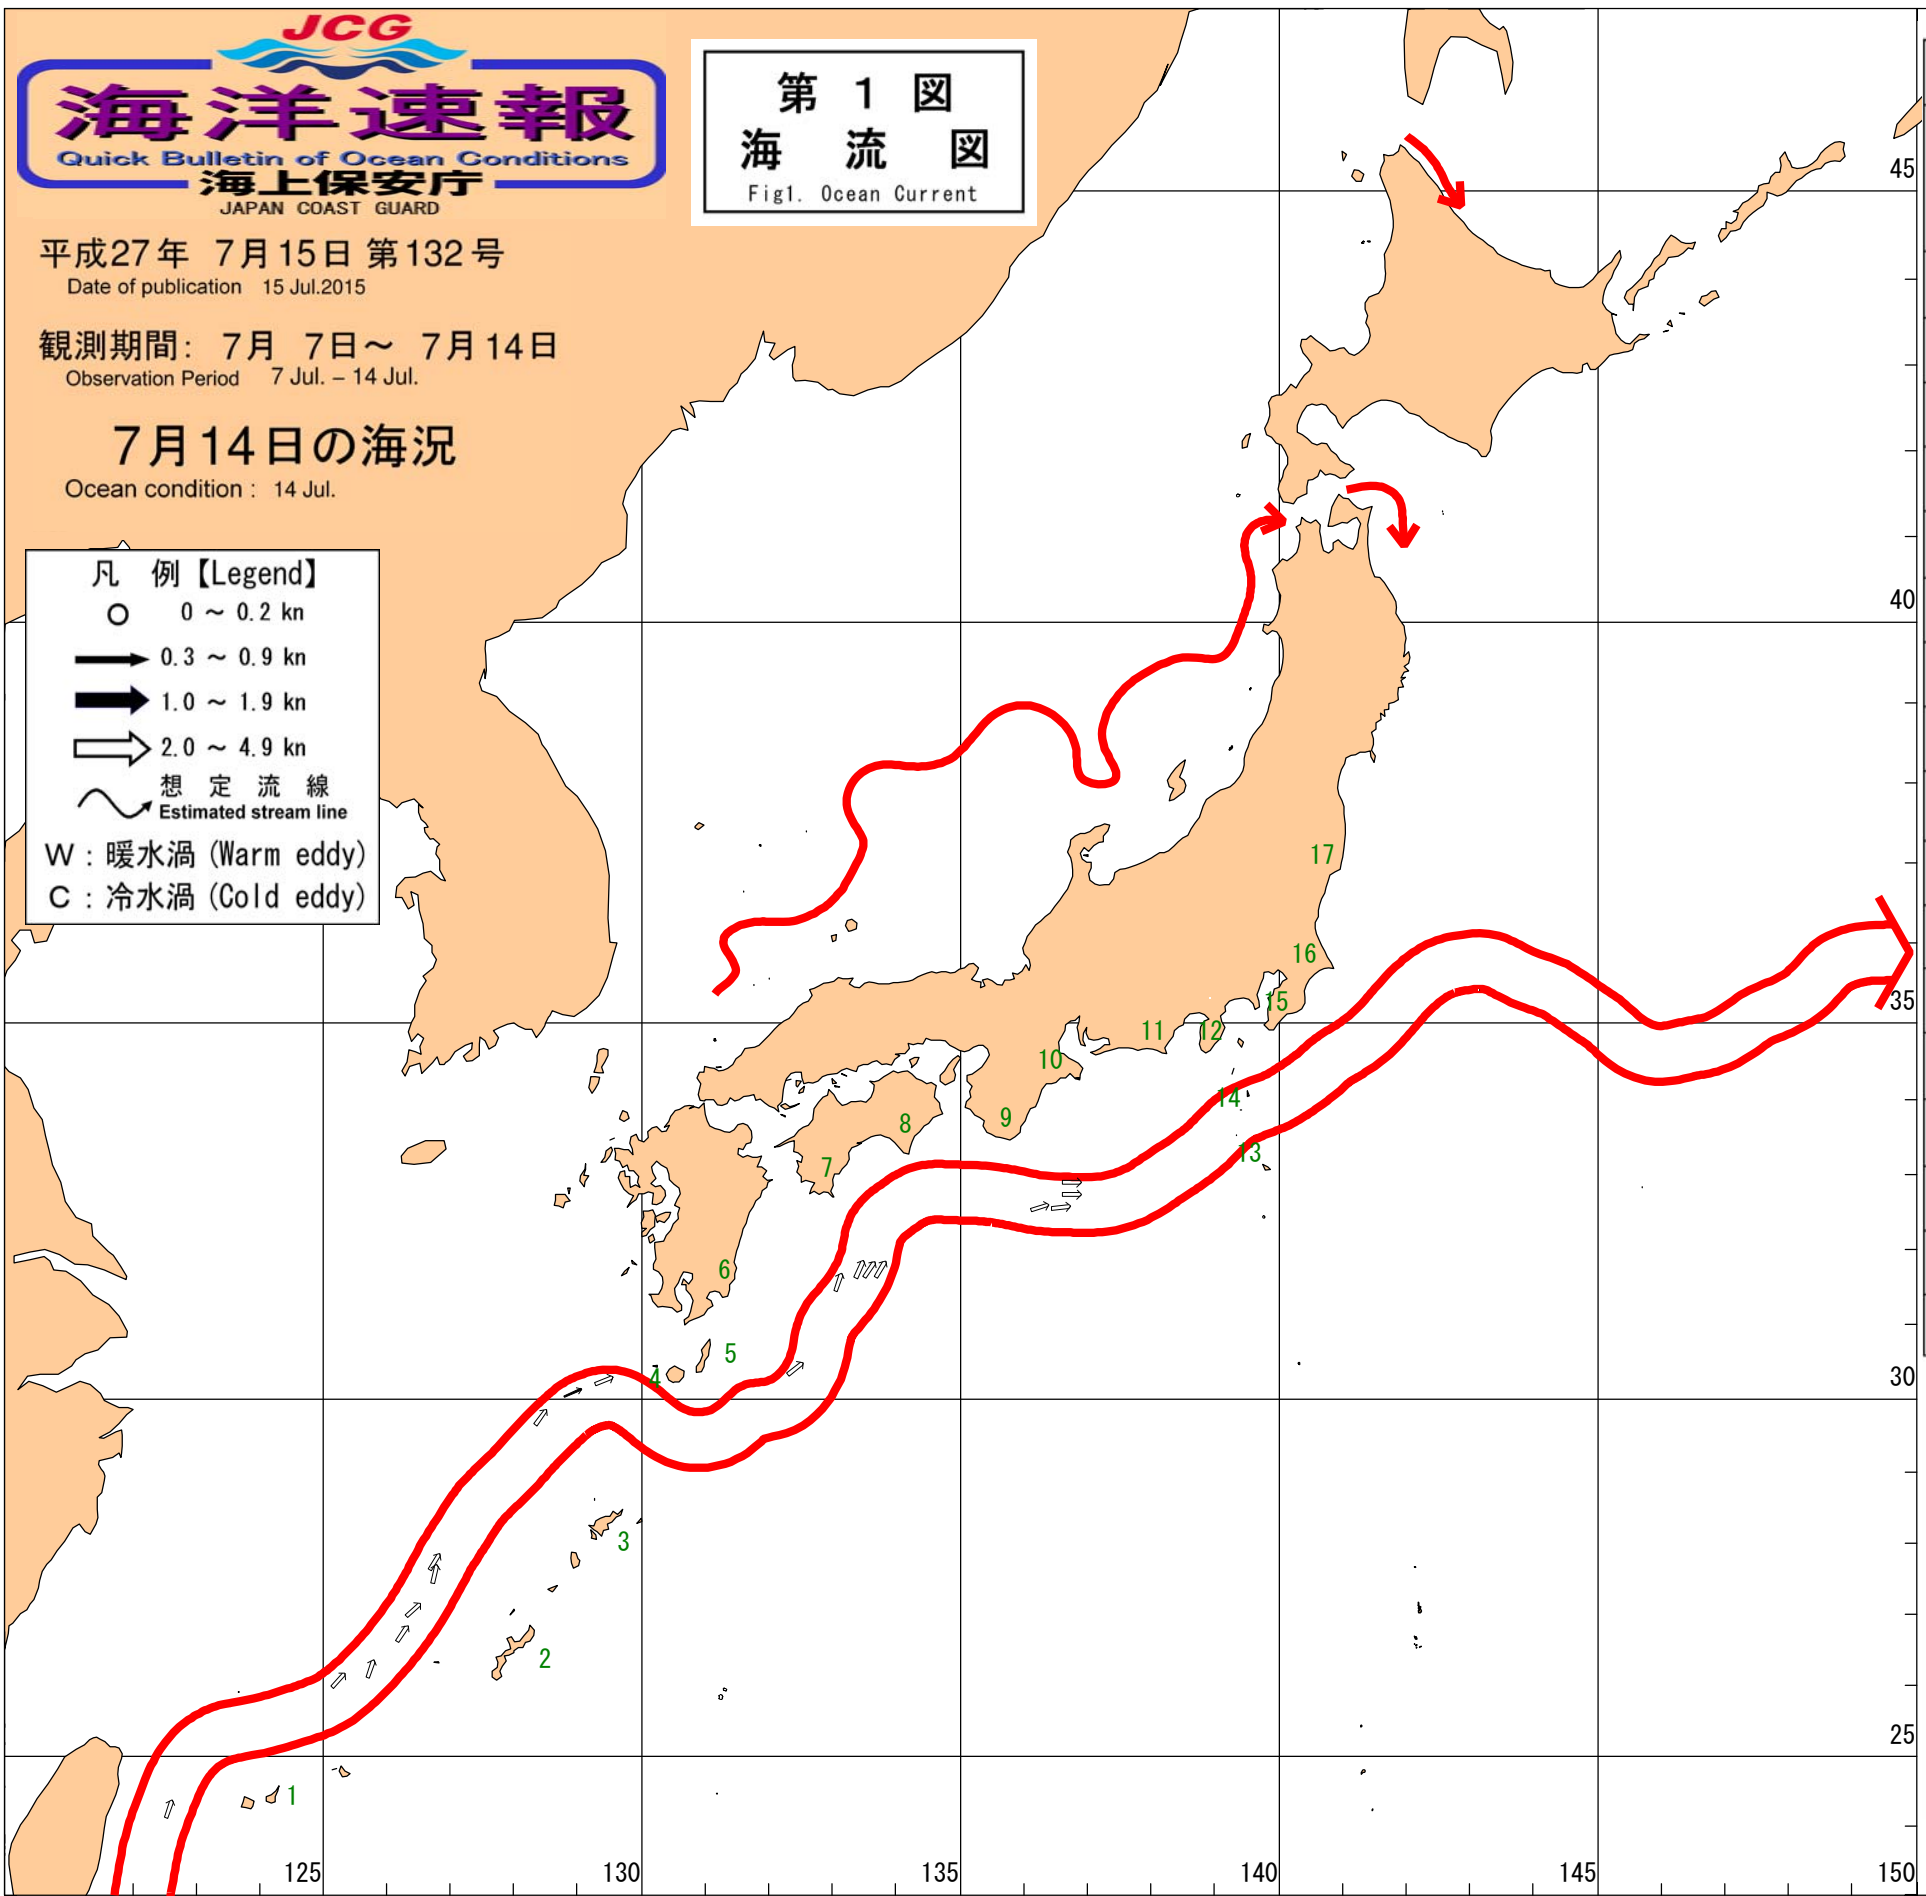 JCG
海洋速報
Quick Bulletin of Ocean Conditions
海上保安庁
JAPAN COAST GUARD
平成27年 7月15日 第132号
Date of publication 15 Jul.2015
観測期間: 7月 7日～ 7月14日
Observation Period 7 Jul. – 14 Jul.
7月14日の海況
Ocean condition : 14 Jul.
第 1 図
海 流 図
Fig1. Ocean Current
凡 例【Legend】
0 ～ 0.2 kn
0.3 ～ 0.9 kn
1.0 ～ 1.9 kn
2.0 ～ 4.9 kn
想 定 流 線
Estimated stream line
W : 暖水渦 (Warm eddy)
C : 冷水渦 (Cold eddy)
45
40
17
16
35
15
11
12
10
14
9
8
13
7
6
5
4
30
3
2
25
1
125
130
135
140
145
150